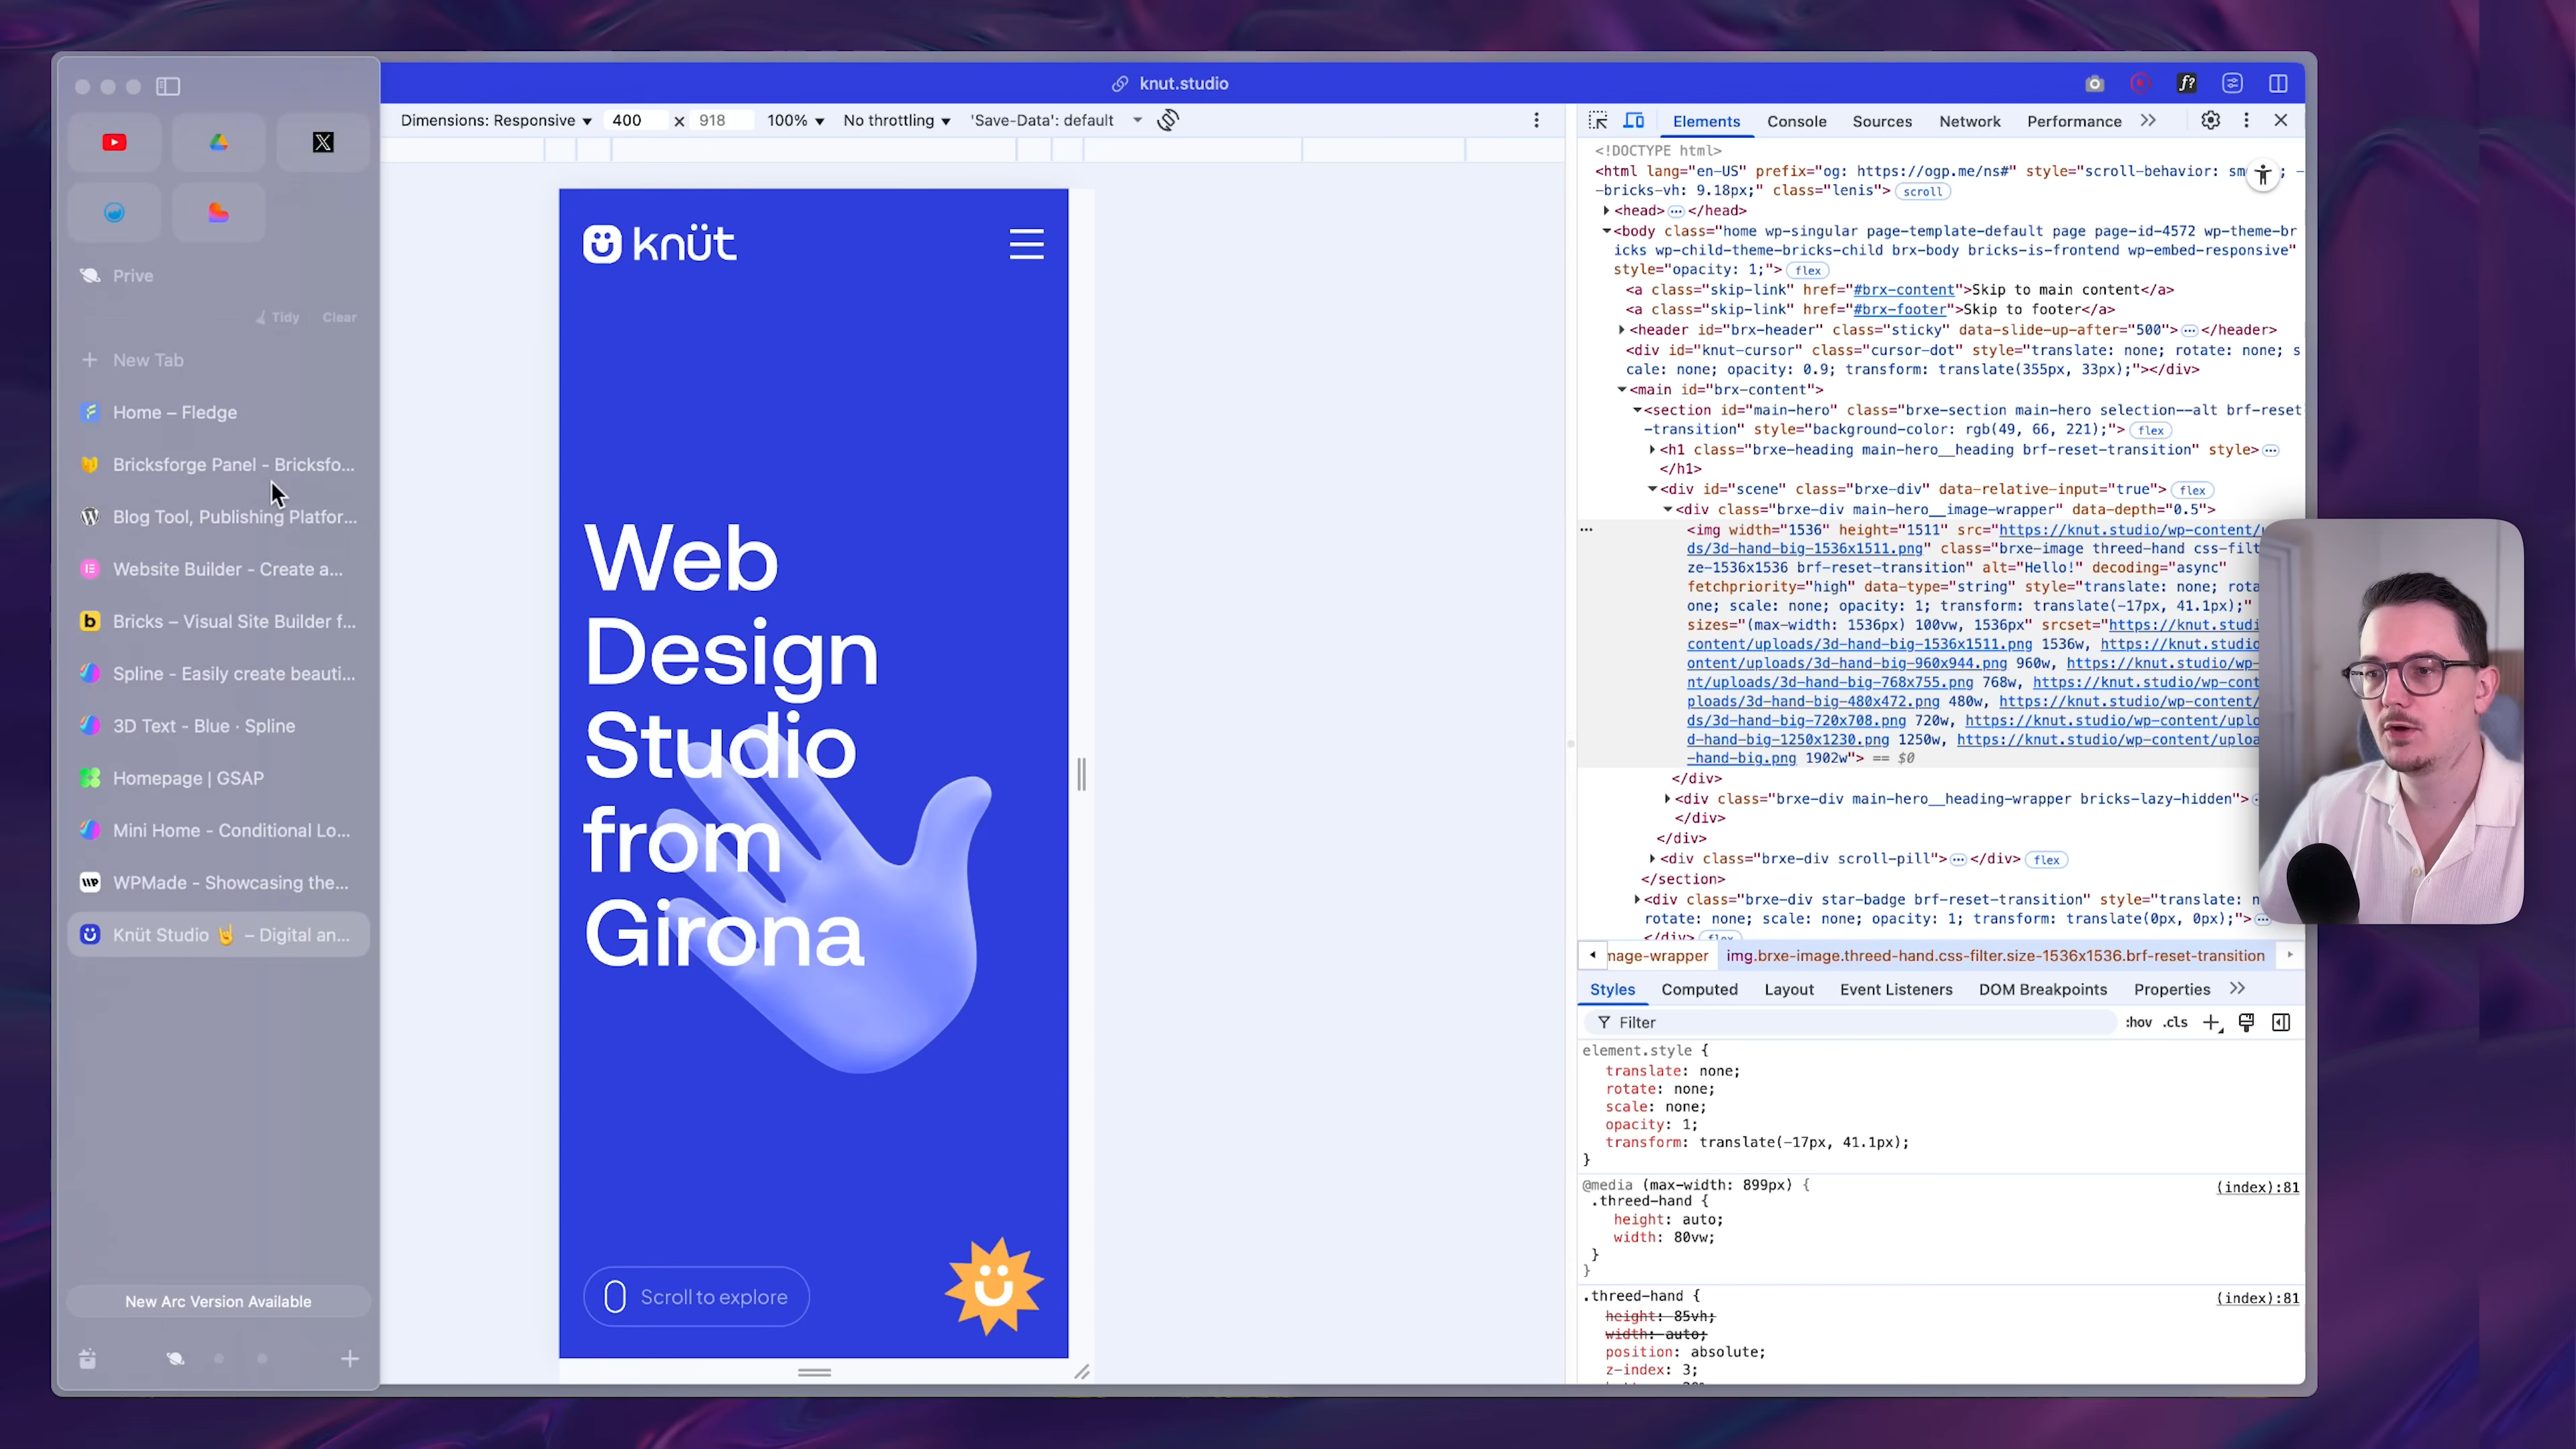 knut.studio
f?
Prive
Tidy Clear
New Tab
Home – Fledge
Bricksforge Panel - Bricksfo...
Blog Tool, Publishing Platfor...
Website Builder - Create a...
Bricks – Visual Site Builder f...
Spline - Easily create beauti...
3D Text - Blue · Spline
Homepage | GSAP
Mini Home - Conditional Lo...
WPMade - Showcasing the...
Knüt Studio 🤘 – Digital an...
New Arc Version Available
Dimensions: Responsive 400 x 918 100% No throttling 'Save-Data': default
knüt
Web
Design
Studio
from
Girona
Scroll to explore
Elements Console Sources Network Performance
<!DOCTYPE html>
<html lang="en-US" prefix="og: https://ogp.me/ns#" style="scroll-behavior: sm ; –
–bricks-vh: 9.18px;" class="lenis"> scroll
<head> ... </head>
<body class="home wp-singular page-template-default page page-id-4572 wp-theme-br
icks wp-child-theme-bricks-child brx-body bricks-is-frontend wp-embed-responsive"
style="opacity: 1;"> flex
<a class="skip-link" href="#brx-content">Skip to main content</a>
<a class="skip-link" href="#brx-footer">Skip to footer</a>
<header id="brx-header" class="sticky" data-slide-up-after="500"> ... </header>
<div id="knut-cursor" class="cursor-dot" style="translate: none; rotate: none; s
cale: none; opacity: 0.9; transform: translate(355px, 33px);"></div>
<main id="brx-content">
<section id="main-hero" class="brxe-section main-hero selection--alt brf-reset
-transition" style="background-color: rgb(49, 66, 221);"> flex
<h1 class="brxe-heading main-hero__heading brf-reset-transition" style> ...
</h1>
<div id="scene" class="brxe-div" data-relative-input="true"> flex
<div class="brxe-div main-hero__image-wrapper" data-depth="0.5">
<img width="1536" height="1511" src="https://knut.studio/wp-content/
ds/3d-hand-big-1536x1511.png" class="brxe-image threed-hand css-filt
ze-1536x1536 brf-reset-transition" alt="Hello!" decoding="async"
fetchpriority="high" data-type="string" style="translate: none; rota
one; scale: none; opacity: 1; transform: translate(-17px, 41.1px);"
sizes="(max-width: 1536px) 100vw, 1536px" srcset="https://knut.studi
content/uploads/3d-hand-big-1536x1511.png 1536w, https://knut.studio
ontent/uploads/3d-hand-big-960x944.png 960w, https://knut.studio/wp-
nt/uploads/3d-hand-big-768x755.png 768w, https://knut.studio/wp-cont
ploads/3d-hand-big-480x472.png 480w, https://knut.studio/wp-content/
ds/3d-hand-big-720x708.png 720w, https://knut.studio/wp-content/uplo
d-hand-big-1250x1230.png 1250w, https://knut.studio/wp-content/uploa
-hand-big.png 1902w"> == $0
</div>
<div class="brxe-div main-hero__heading-wrapper bricks-lazy-hidden">
</div>
</div>
<div class="brxe-div scroll-pill"> ... </div> flex
</section>
<div class="brxe-div star-badge brf-reset-transition" style="translate: n
rotate: none; scale: none; opacity: 1; transform: translate(0px, 0px);"> ...
</div> flex
mage-wrapper img.brxe-image.threed-hand.css-filter.size-1536x1536.brf-reset-transition
Styles Computed Layout Event Listeners DOM Breakpoints Properties
Filter :hov .cls
element.style {
translate: none;
rotate: none;
scale: none;
opacity: 1;
transform: translate(-17px, 41.1px);
}
@media (max-width: 899px) { (index):81
.threed-hand {
height: auto;
width: 80vw;
}
}
.threed-hand { (index):81
height: 85vh;
width: auto;
position: absolute;
z-index: 3;